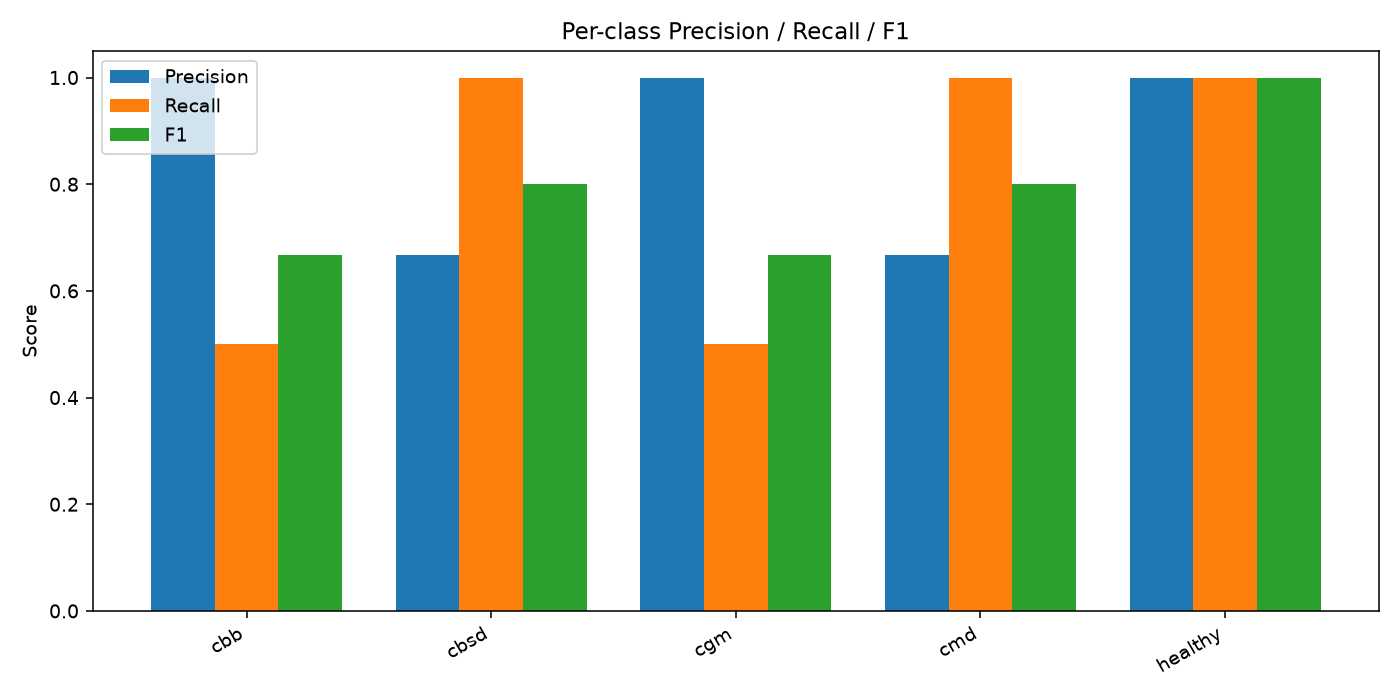 Per-class Precision / Recall / F1
Precision
Recall
F1
Score
1.0
0.8
0.6
0.4
0.2
0.0
cbb
cbsd
cgm
cmd
healthy